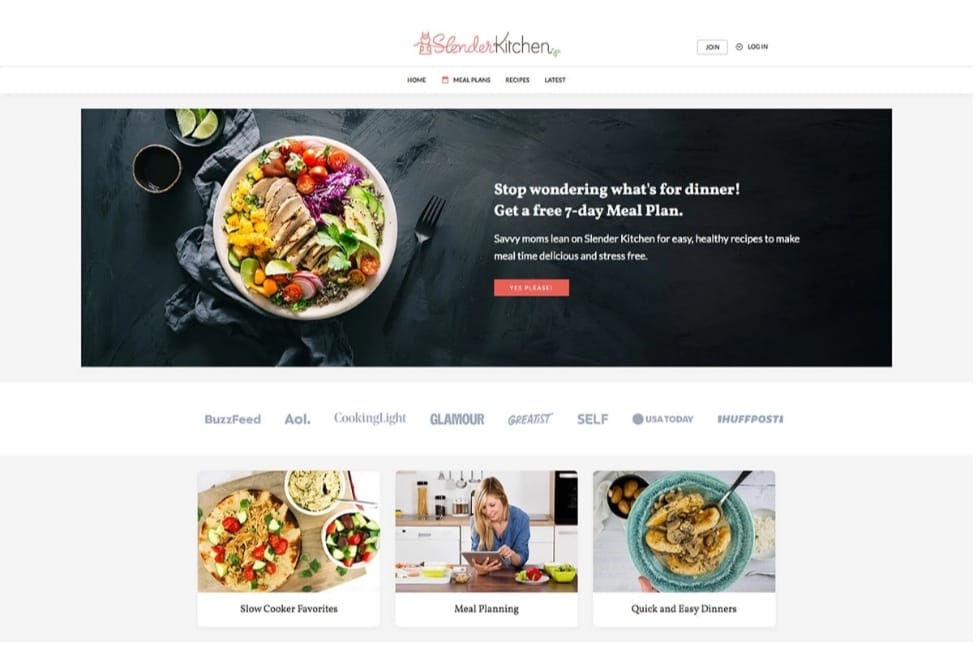 SlenderKitchen
JOIN
LOG IN
HOME
MEAL PLANS
RECIPES
LATEST
Stop wondering what's for dinner!
Get a free 7-day Meal Plan.
Savvy moms lean on Slender Kitchen for easy, healthy recipes to make
meal time delicious and stress free.
YES PLEASE!
BuzzFeed
Aol.
CookingLight
GLAMOUR
GREATIST
SELF
USA TODAY
HUFFPOST
Slow Cooker Favorites
Meal Planning
Quick and Easy Dinners